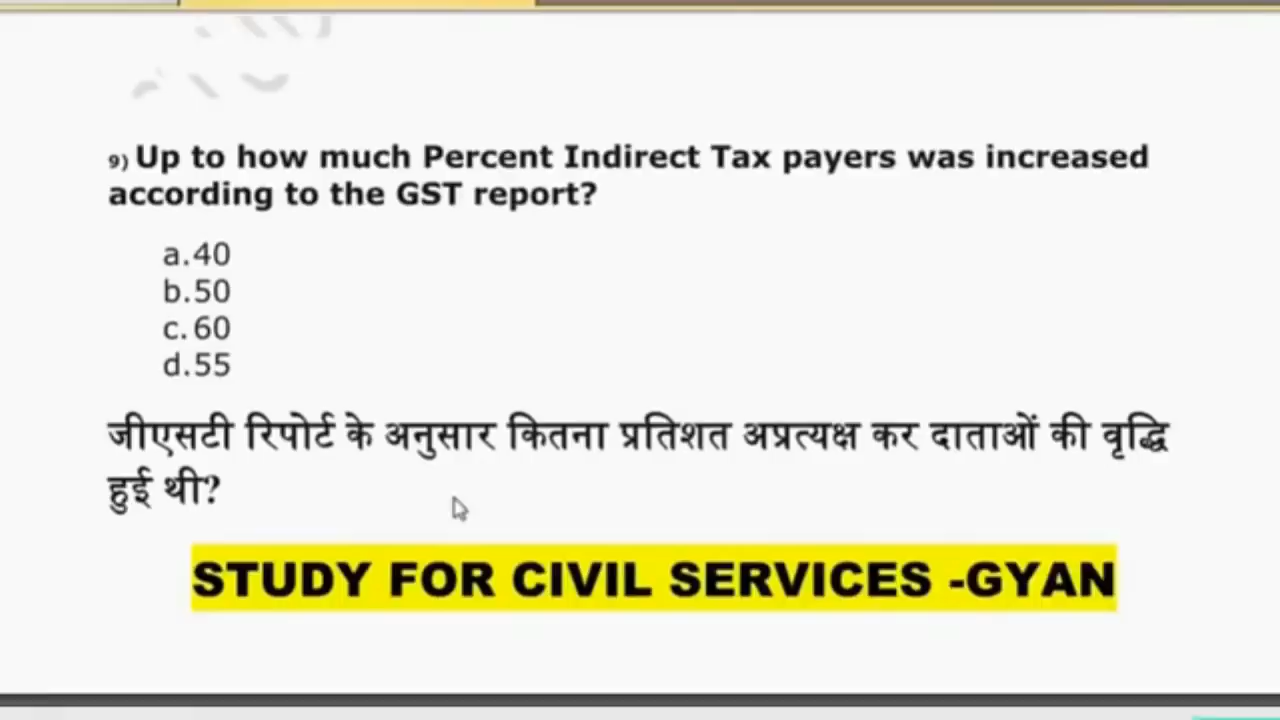 9) Up to how much Percent Indirect Tax payers was increased
according to the GST report?
a.40
b.50
c.60
d.55
जीएसटी रिपोर्ट के अनुसार कितना प्रतिशत अप्रत्यक्ष कर दाताओं की वृद्धि
हुई थी?
STUDY FOR CIVIL SERVICES -GYAN